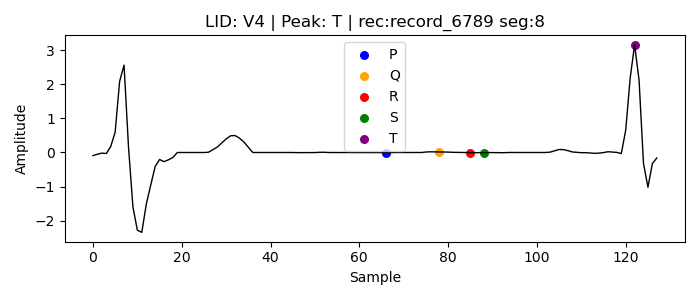 LID: V4 | Peak: T | rec:record_6789 seg:8
Amplitude
3
2
1
0
−1
−2
P
Q
R
S
T
0
20
40
60
80
100
120
Sample